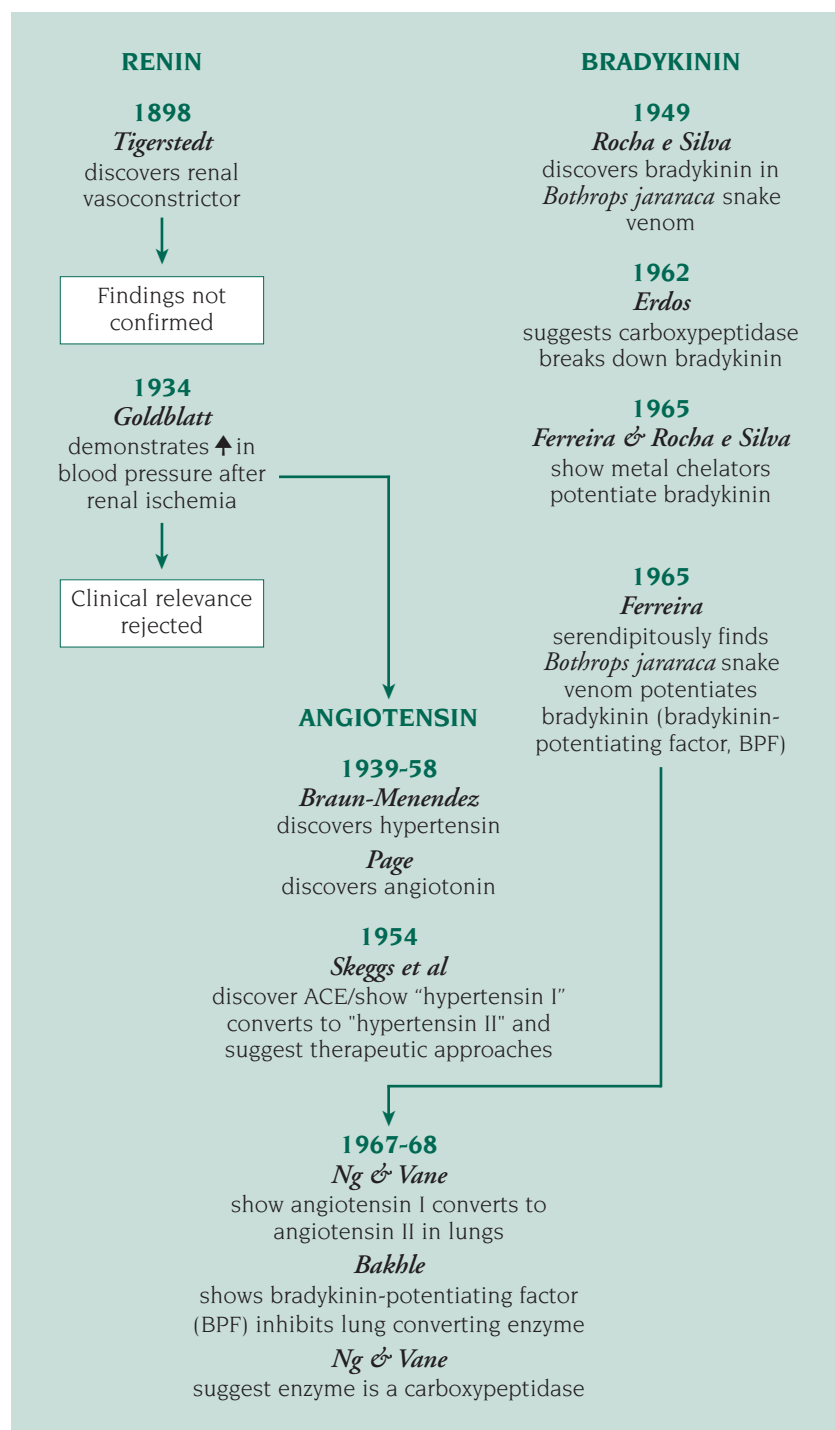 RENIN
1898
Tigerstedt
discovers renal
vasoconstrictor
Findings not
confirmed
1934
Goldblatt
demonstrates ↑ in
blood pressure after
renal ischemia
Clinical relevance
rejected
BRADYKININ
1949
Rocha e Silva
discovers bradykinin in
Bothrops jararaca snake
venom
1962
Erdos
suggests carboxypeptidase
breaks down bradykinin
1965
Ferreira & Rocha e Silva
show metal chelators
potentiate bradykinin
1965
Ferreira
serendipitously finds
Bothrops jararaca snake
venom potentiates
bradykinin (bradykinin-
potentiating factor, BPF)
ANGIOTENSIN
1939-58
Braun-Menendez
discovers hypertensin
Page
discovers angiotonin
1954
Skeggs et al
discover ACE/show “hypertensin I”
converts to "hypertensin II" and
suggest therapeutic approaches
1967-68
Ng & Vane
show angiotensin I converts to
angiotensin II in lungs
Bakhle
shows bradykinin-potentiating factor
(BPF) inhibits lung converting enzyme
Ng & Vane
suggest enzyme is a carboxypeptidase